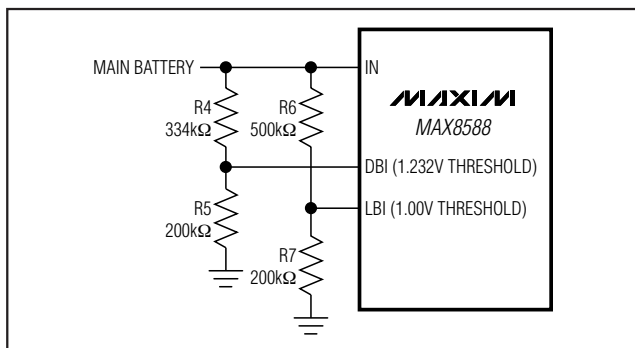 MAIN BATTERY
IN
R4
334kΩ
R6
500kΩ
MAXIM
MAX8588
DBI (1.232V THRESHOLD)
LBI (1.00V THRESHOLD)
R5
200kΩ
R7
200kΩ